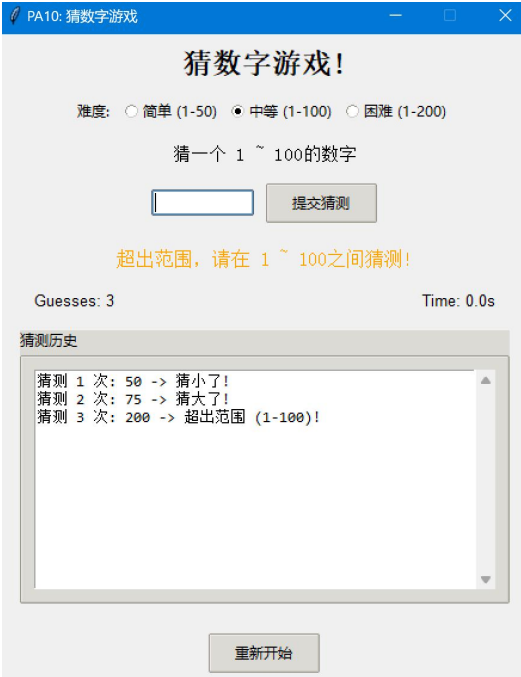 PA10: 猜数字游戏
猜数字游戏!
难度: 简单 (1-50) 中等 (1-100) 困难 (1-200)
猜一个 1 ~ 100的数字
提交猜测
超出范围，请在 1 ~ 100之间猜测!
Guesses: 3 Time: 0.0s
猜测历史
猜测 1 次: 50 -> 猜小了!
猜测 2 次: 75 -> 猜大了!
猜测 3 次: 200 -> 超出范围 (1-100)!
重新开始